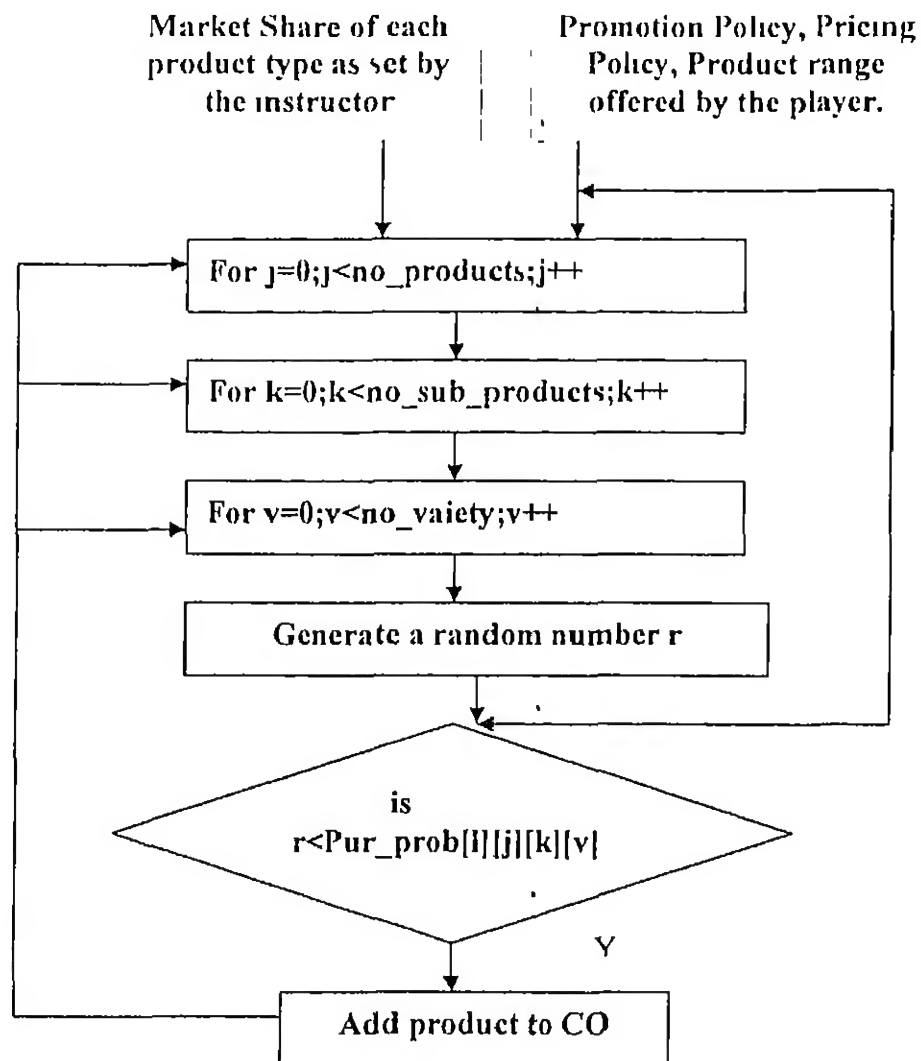 Market Share of each
product type as set by
the instructor
Promotion Policy, Pricing
Policy, Product range
offered by the player.
For j=0;j<no_products;j++
For k=0;k<no_sub_products;k++
For v=0;v<no_vaiety;v++
Generate a random number r
is
r<Pur_prob[i][j][k][v]
Y
Add product to CO